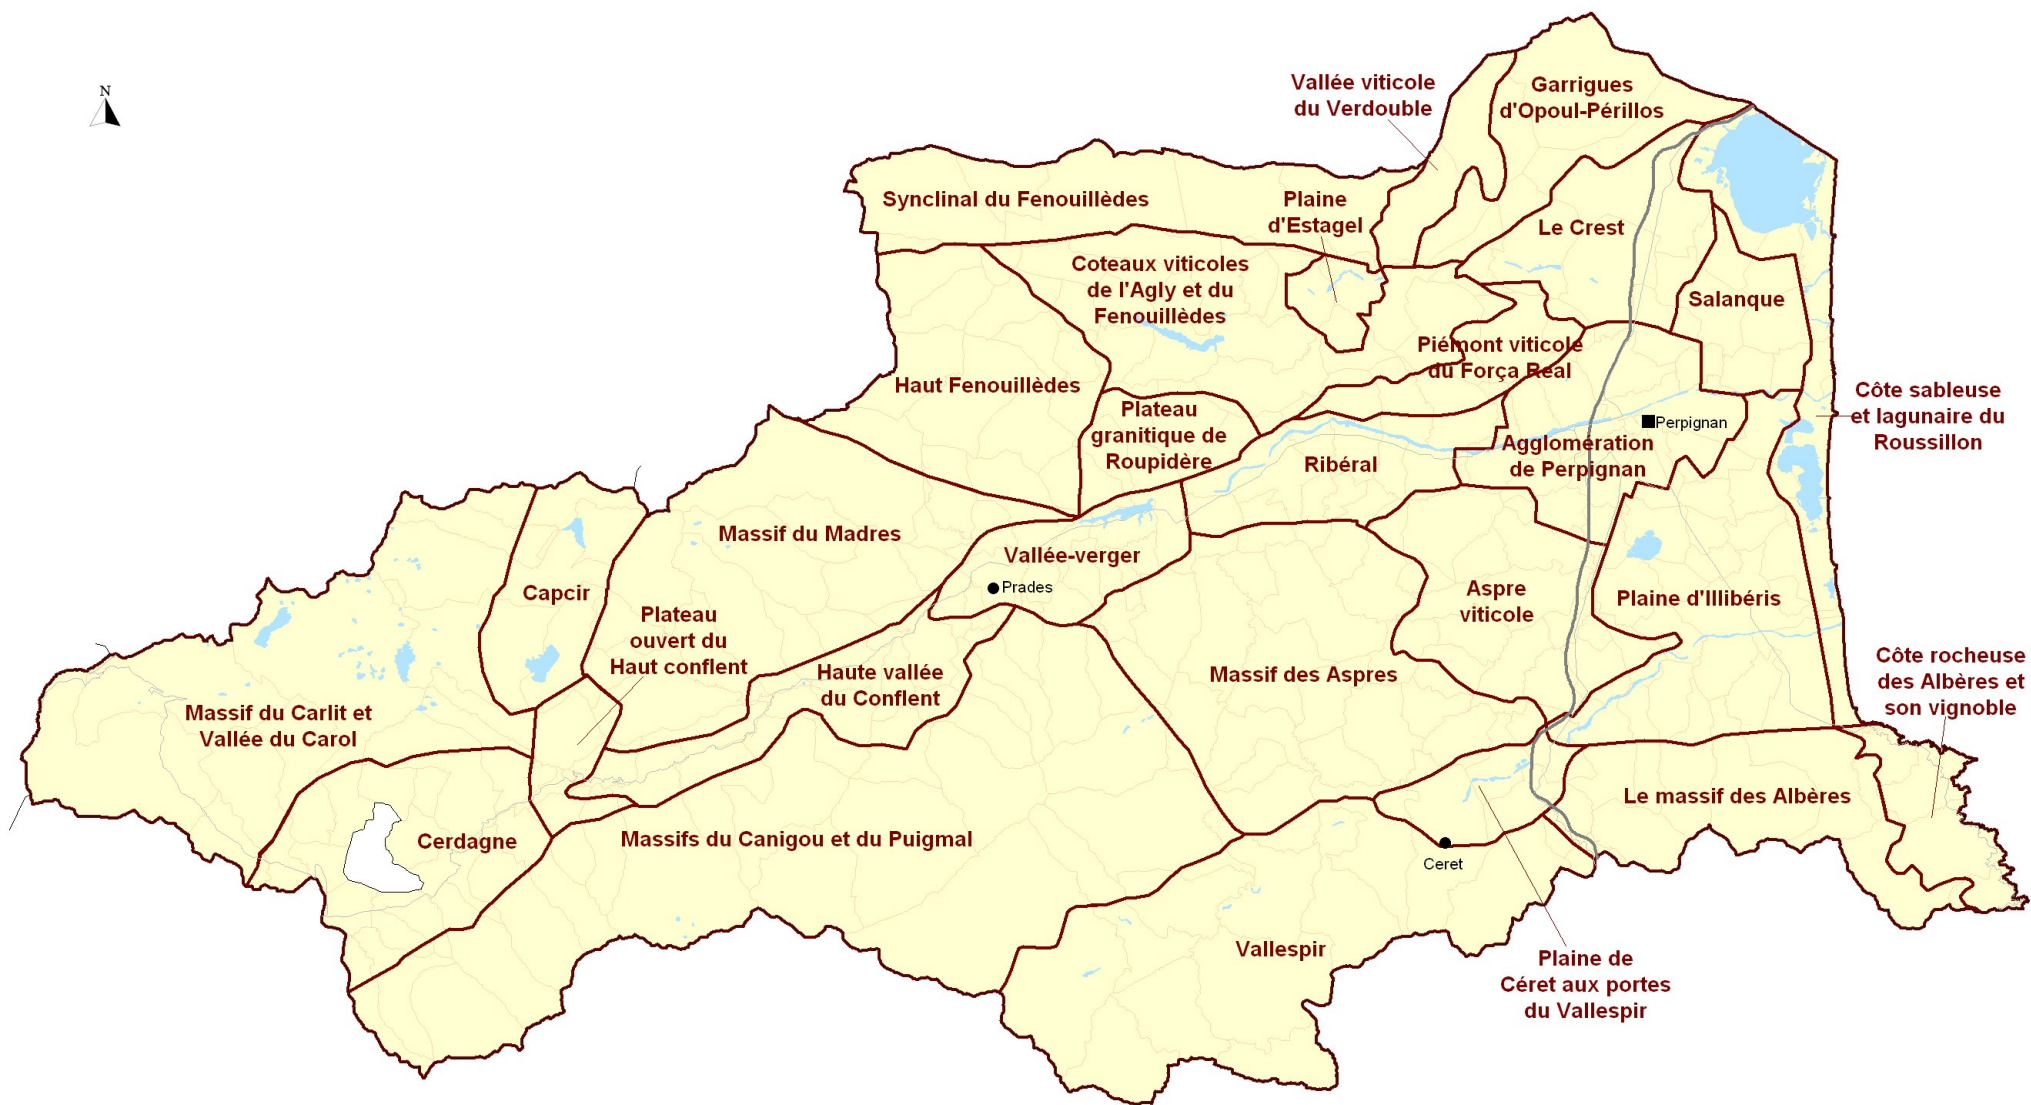 N
Vallée viticole
du Verdouble
Garrigues
d'Opoul-Périllos
Synclinal du Fenouillèdes
Plaine
d'Estagel
Le Crest
Coteaux viticoles
de l'Agly et du
Fenouillèdes
Salanque
Piémont viticole
du Força Réal
Haut Fenouillèdes
Côte sableuse
et lagunaire du
Roussillon
Plateau
granitique de
Roupidère
Perpignan
Agglomération
de Perpignan
Ribéral
Massif du Madres
Vallée-verger
Prades
Capcir
Aspre
viticole
Plaine d'Illibéris
Plateau
ouvert du
Haut conflent
Haute vallée
du Conflent
Massif des Aspres
Côte rocheuse
des Albères et
son vignoble
Massif du Carlit et
Vallée du Carol
Le massif des Albères
Cerdagne
Massifs du Canigou et du Puigmal
Ceret
Vallespir
Plaine de
Céret aux portes
du Vallespir